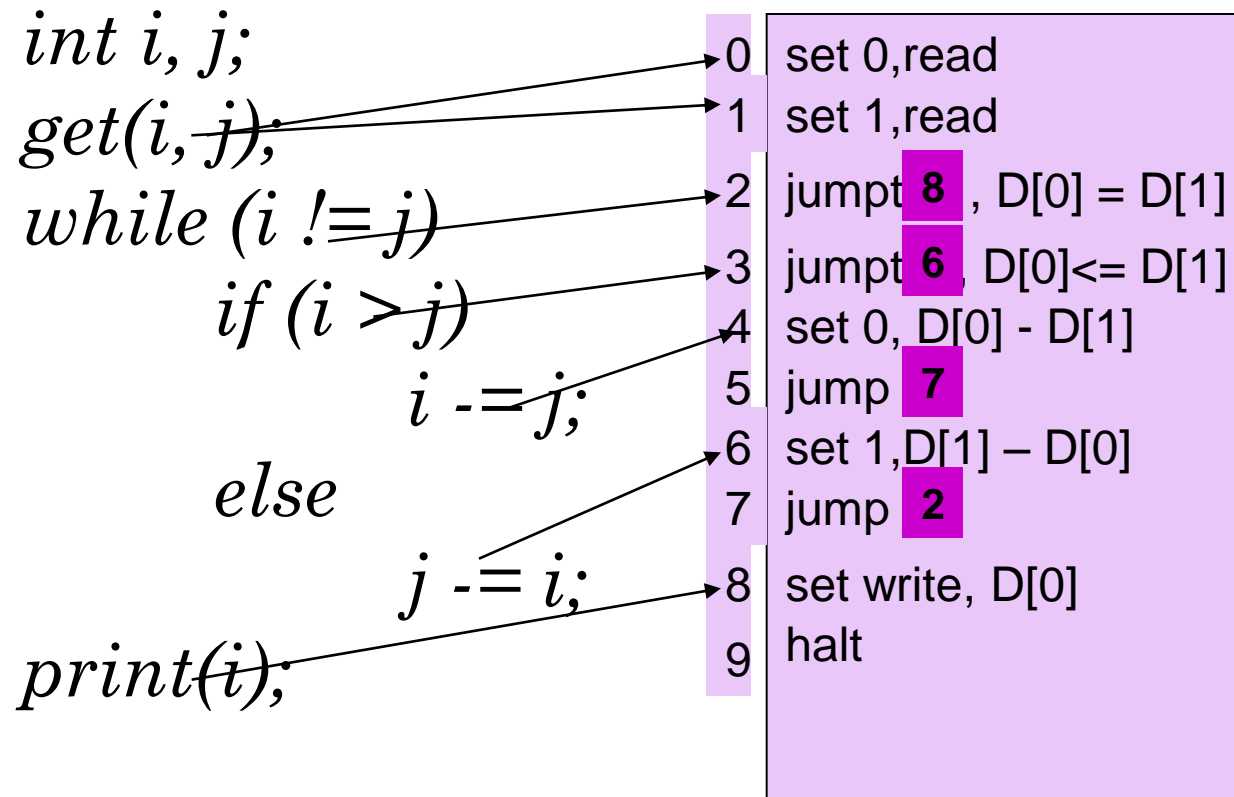 int i, j;
get(i, j);
while (i != j)
if (i > j)
i -= j;
else
j -= i;
print(i);
0 set 0,read
1 set 1,read
2 jumpt 8 , D[0] = D[1]
3 jumpt 6 , D[0]<= D[1]
4 set 0, D[0] - D[1]
5 jump 7
6 set 1,D[1] – D[0]
7 jump 2
8 set write, D[0]
9 halt